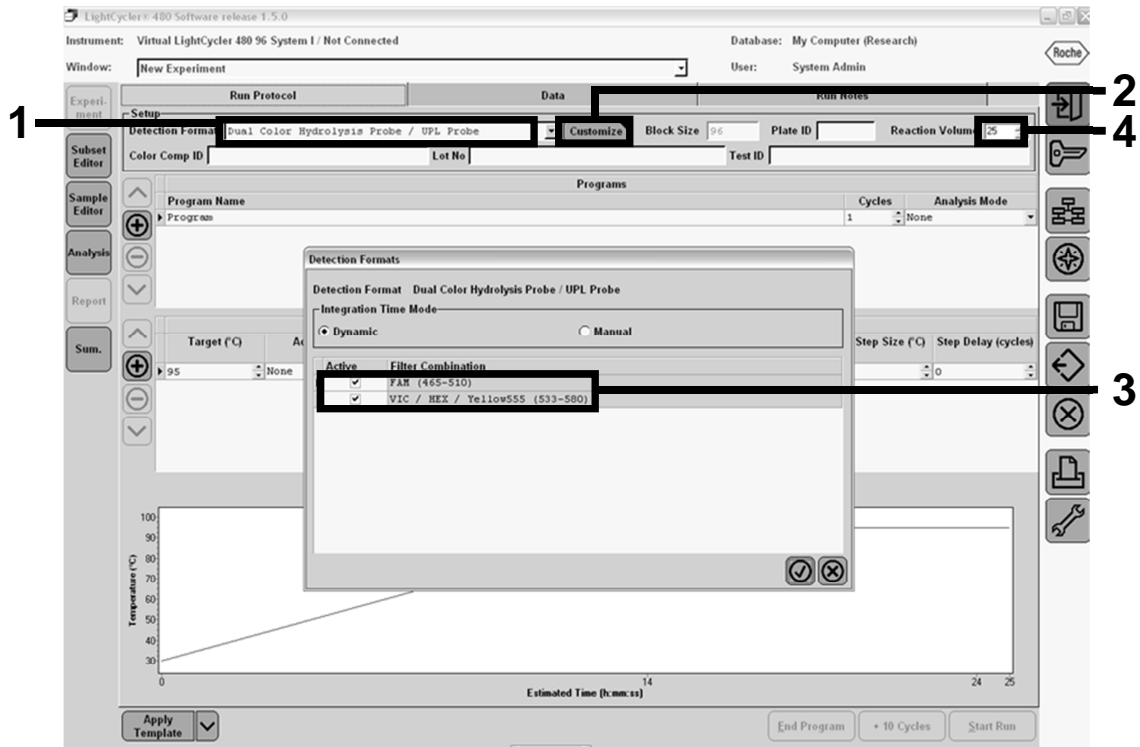 LightCycler® 480 Software release 1.5.0
Instrument: Virtual LightCycler 480 96 System I / Not Connected Database: My Computer (Research)
Roche
Window: New Experiment User: System Admin
Experi-ment
Run Protocol Data Run Notes
2
1
Setup
Detection Format Dual Color Hydrolysis Probe / UPL Probe Customize Block Size 96 Plate ID Reaction Volume 25
4
Color Comp ID Lot No Test ID
Subset Editor
Programs
Sample Editor
Program Name Cycles Analysis Mode
Program 1 None
Analysis
Detection Formats
Detection Format Dual Color Hydrolysis Probe / UPL Probe
Report
Integration Time Mode
Dynamic Manual
Sum.
Target (°C) Step Size (°C) Step Delay (cycles)
Active Filter Combination
95 None 0
FAM (465-510)
VIC / HEX / Yellow555 (533-580)
3
100
90
80
70
60
50
40
30
Temperature (°C)
0 14 24 25
Estimated Time (h:mm:ss)
Apply Template End Program + 10 Cycles Start Run